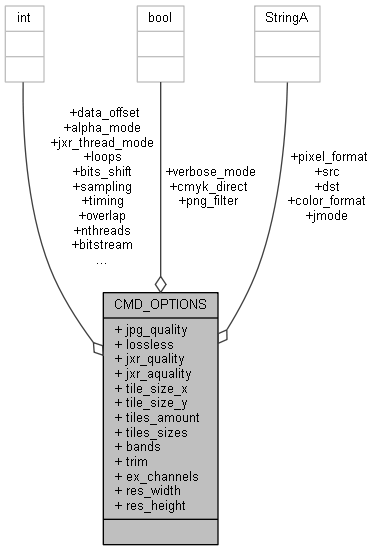 int
bool
StringA
+data_offset
+alpha_mode
+jxr_thread_mode
+loops
+bits_shift
+sampling
+timing
+overlap
+nthreads
+bitstream
...
+verbose_mode
+cmyk_direct
+png_filter
+pixel_format
+src
+dst
+color_format
+jmode
CMD_OPTIONS
+ jpg_quality
+ lossless
+ jxr_quality
+ jxr_aquality
+ tile_size_x
+ tile_size_y
+ tiles_amount
+ tiles_sizes
+ bands
+ trim
+ ex_channels
+ res_width
+ res_height